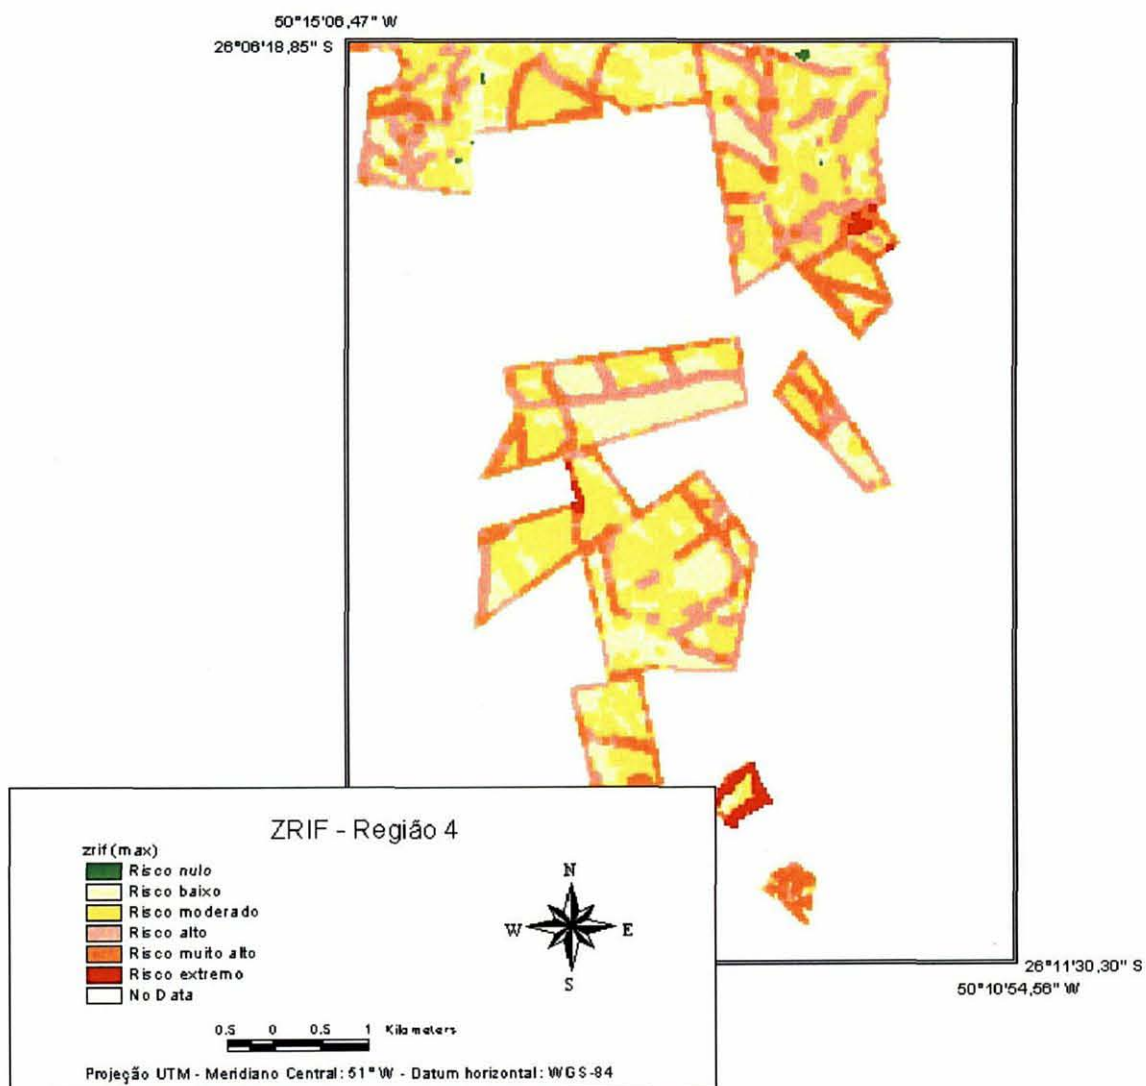 50°15'06,47" W
26°06'18,85" S
ZRIF - Região 4
zrif (max)
Risco nulo
Risco baixo
Risco moderado
Risco alto
Risco muito alto
Risco extremo
No Data
N
W E
S
0.5 0 0.5 1 Kilometers
Projeção UTM - Meridiano Central: 51° W - Datum horizontal: WGS-84
26°11'30,30" S
50°10'54,56" W